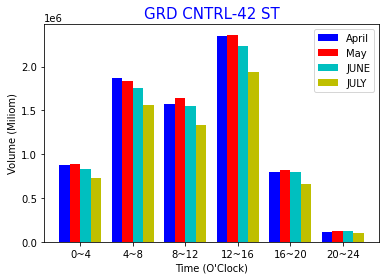 GRD CNTRL-42 ST
1e6
April
May
JUNE
JULY
2.0
1.5
1.0
0.5
0.0
Volume (Miliom)
0~4 4~8 8~12 12~16 16~20 20~24
Time (O'Clock)